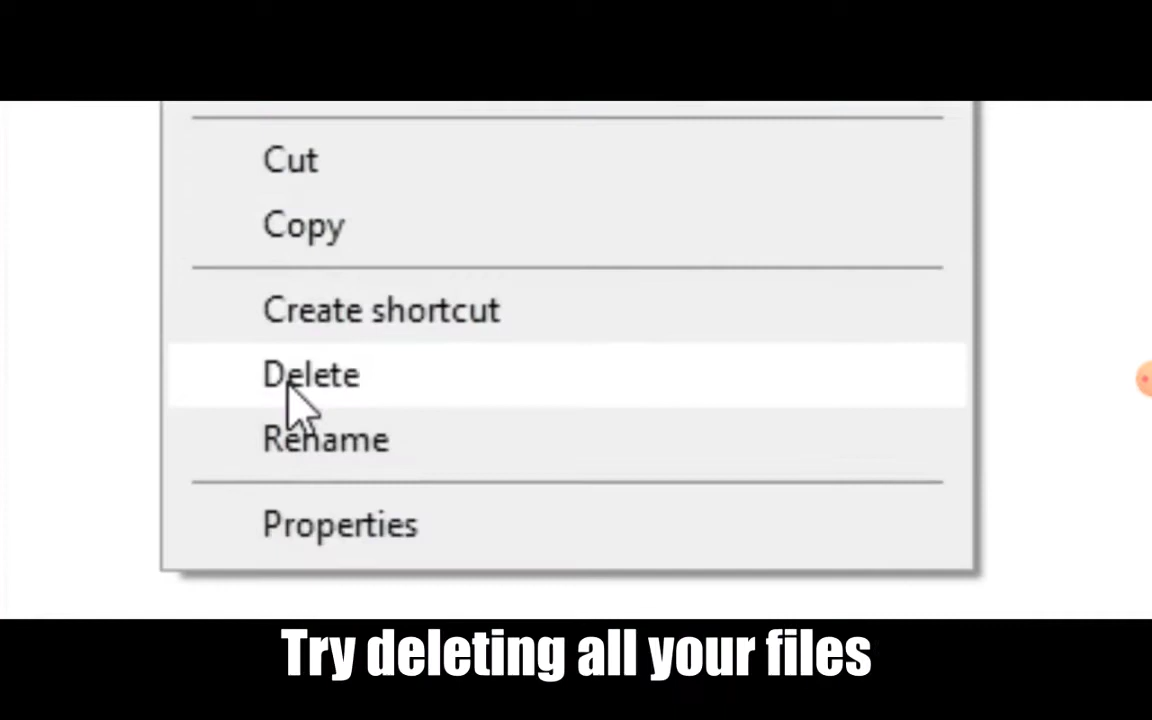 Cut
Copy
Create shortcut
Delete
Rename
Properties
Try deleting all your files